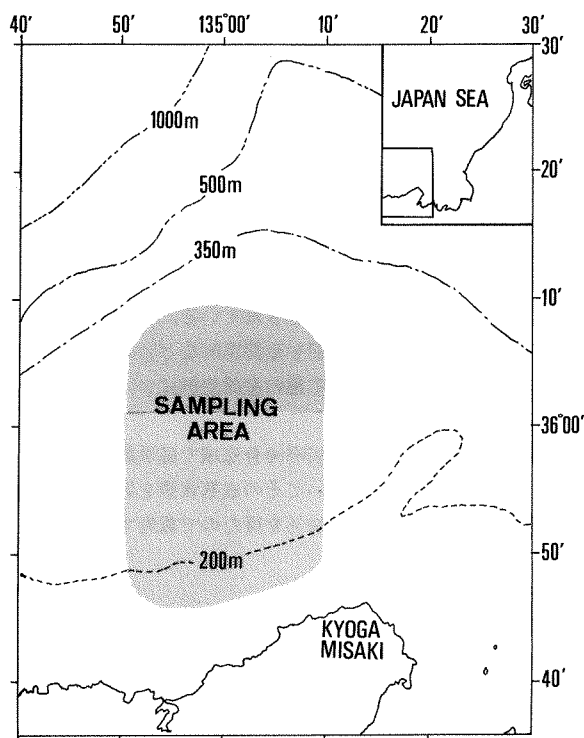 40' 50' 135°00' 10' 20' 30'
30'
JAPAN SEA
1000m
20'
500m
350m
10'
SAMPLING
AREA
36°00'
200m
50'
KYOGA
MISAKI
40'